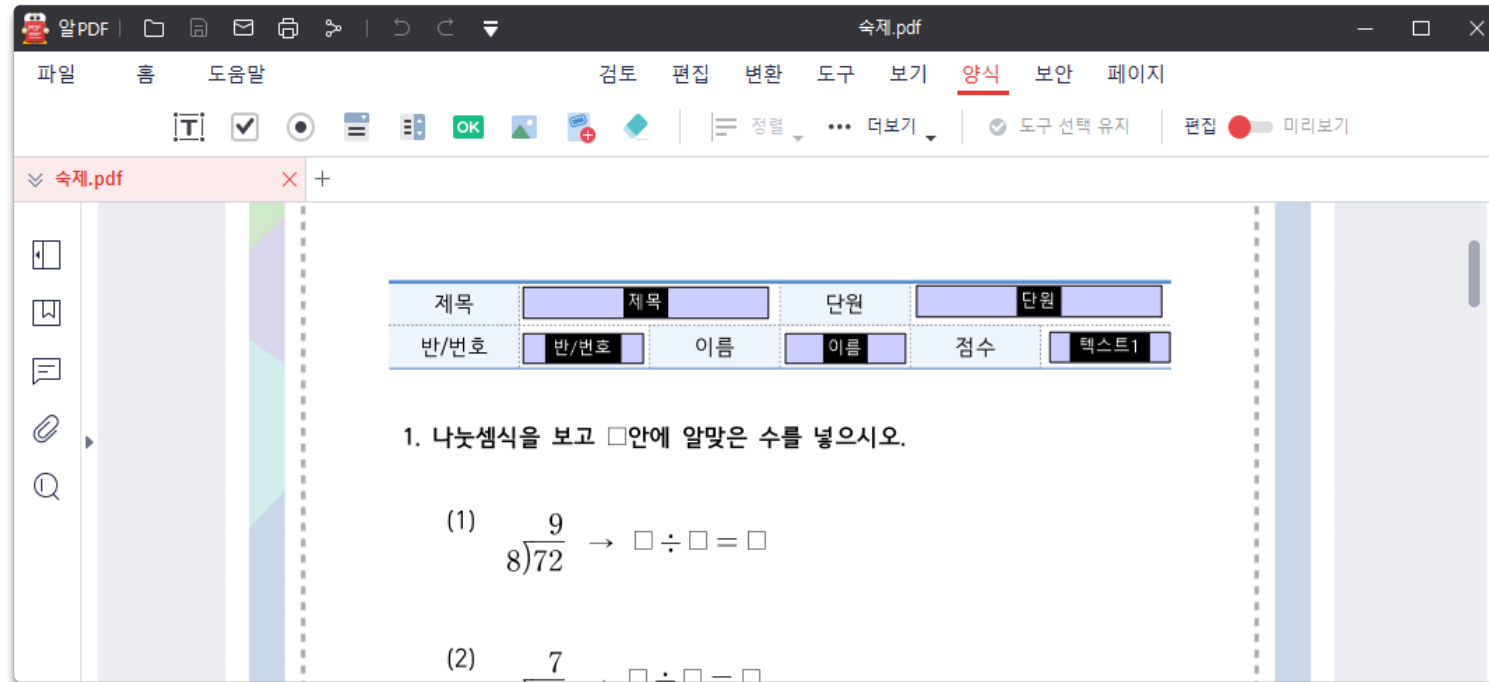 알PDF 숙제.pdf
파일 홈 도움말 검토 편집 변환 도구 보기 양식 보안 페이지
OK 정렬 더보기 도구 선택 유지 편집 미리보기
숙제.pdf
제목 제목 단원 단원
반/번호 반/번호 이름 이름 점수 텍스트1
1. 나눗셈식을 보고 □안에 알맞은 수를 넣으시오.
(1) 9
8)72 → □ ÷ □ = □
(2) 7
→ □ ÷ □ = □